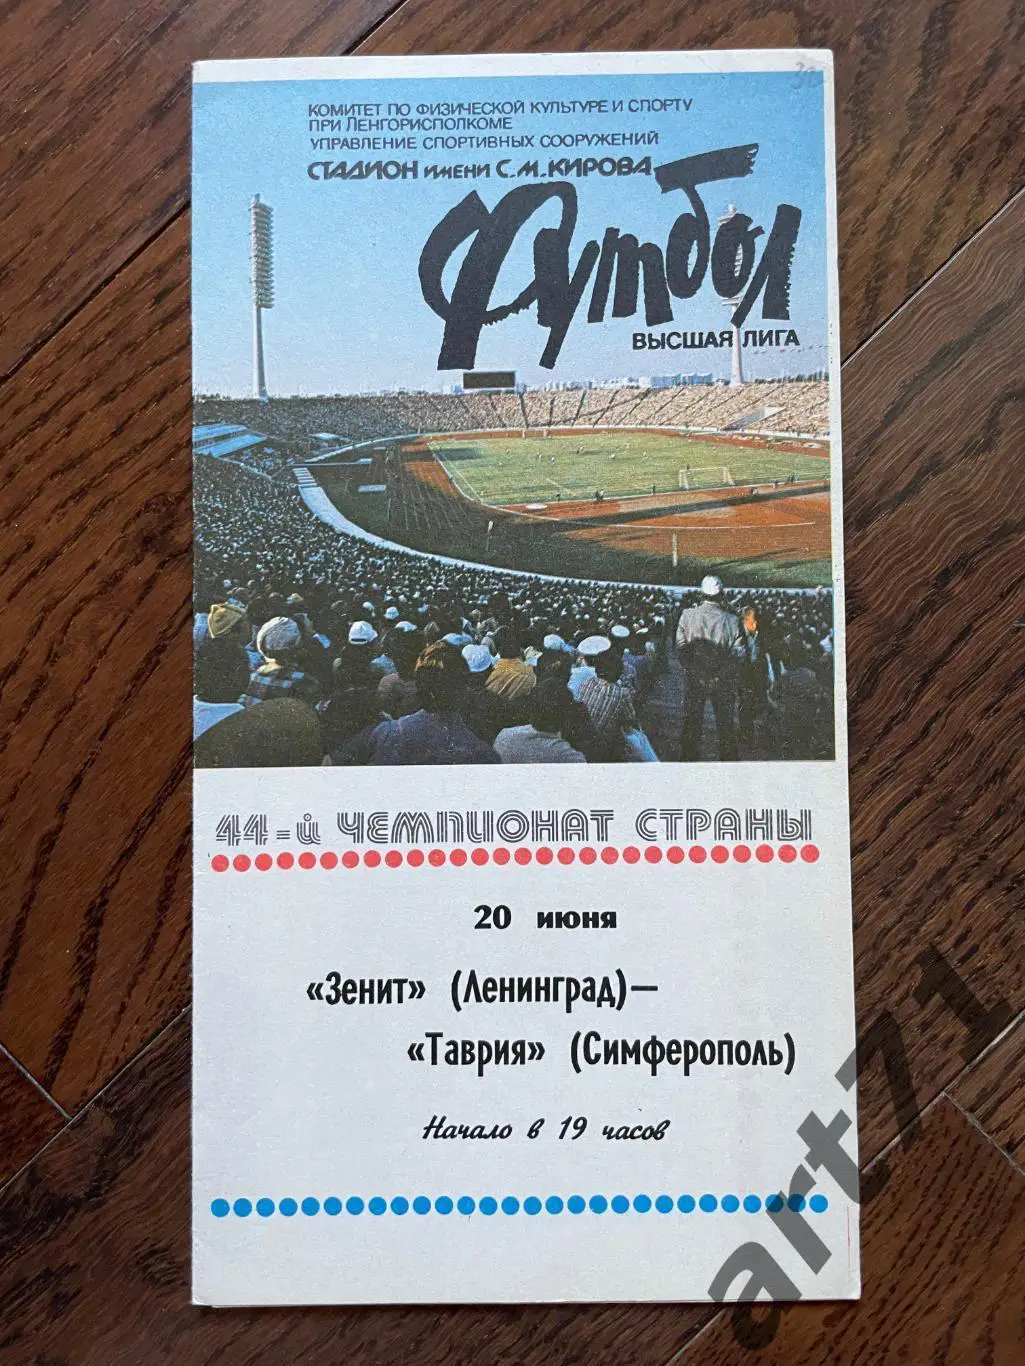 30
КОМИТЕТ ПО ФИЗИЧЕСКОЙ КУЛЬТУРЕ И СПОРТУ
ПРИ ЛЕНГОРИСПОЛКОМЕ
УПРАВЛЕНИЕ СПОРТИВНЫХ СООРУЖЕНИЙ
СТАДИОН ИМЕНИ С.М.КИРОВА
Футбол
ВЫСШАЯ ЛИГА
44-й ЧЕМПИОНАТ СТРАНЫ
20 июня
«Зенит» (Ленинград)—
«Таврия» (Симферополь)
Начало в 19 часов
art71